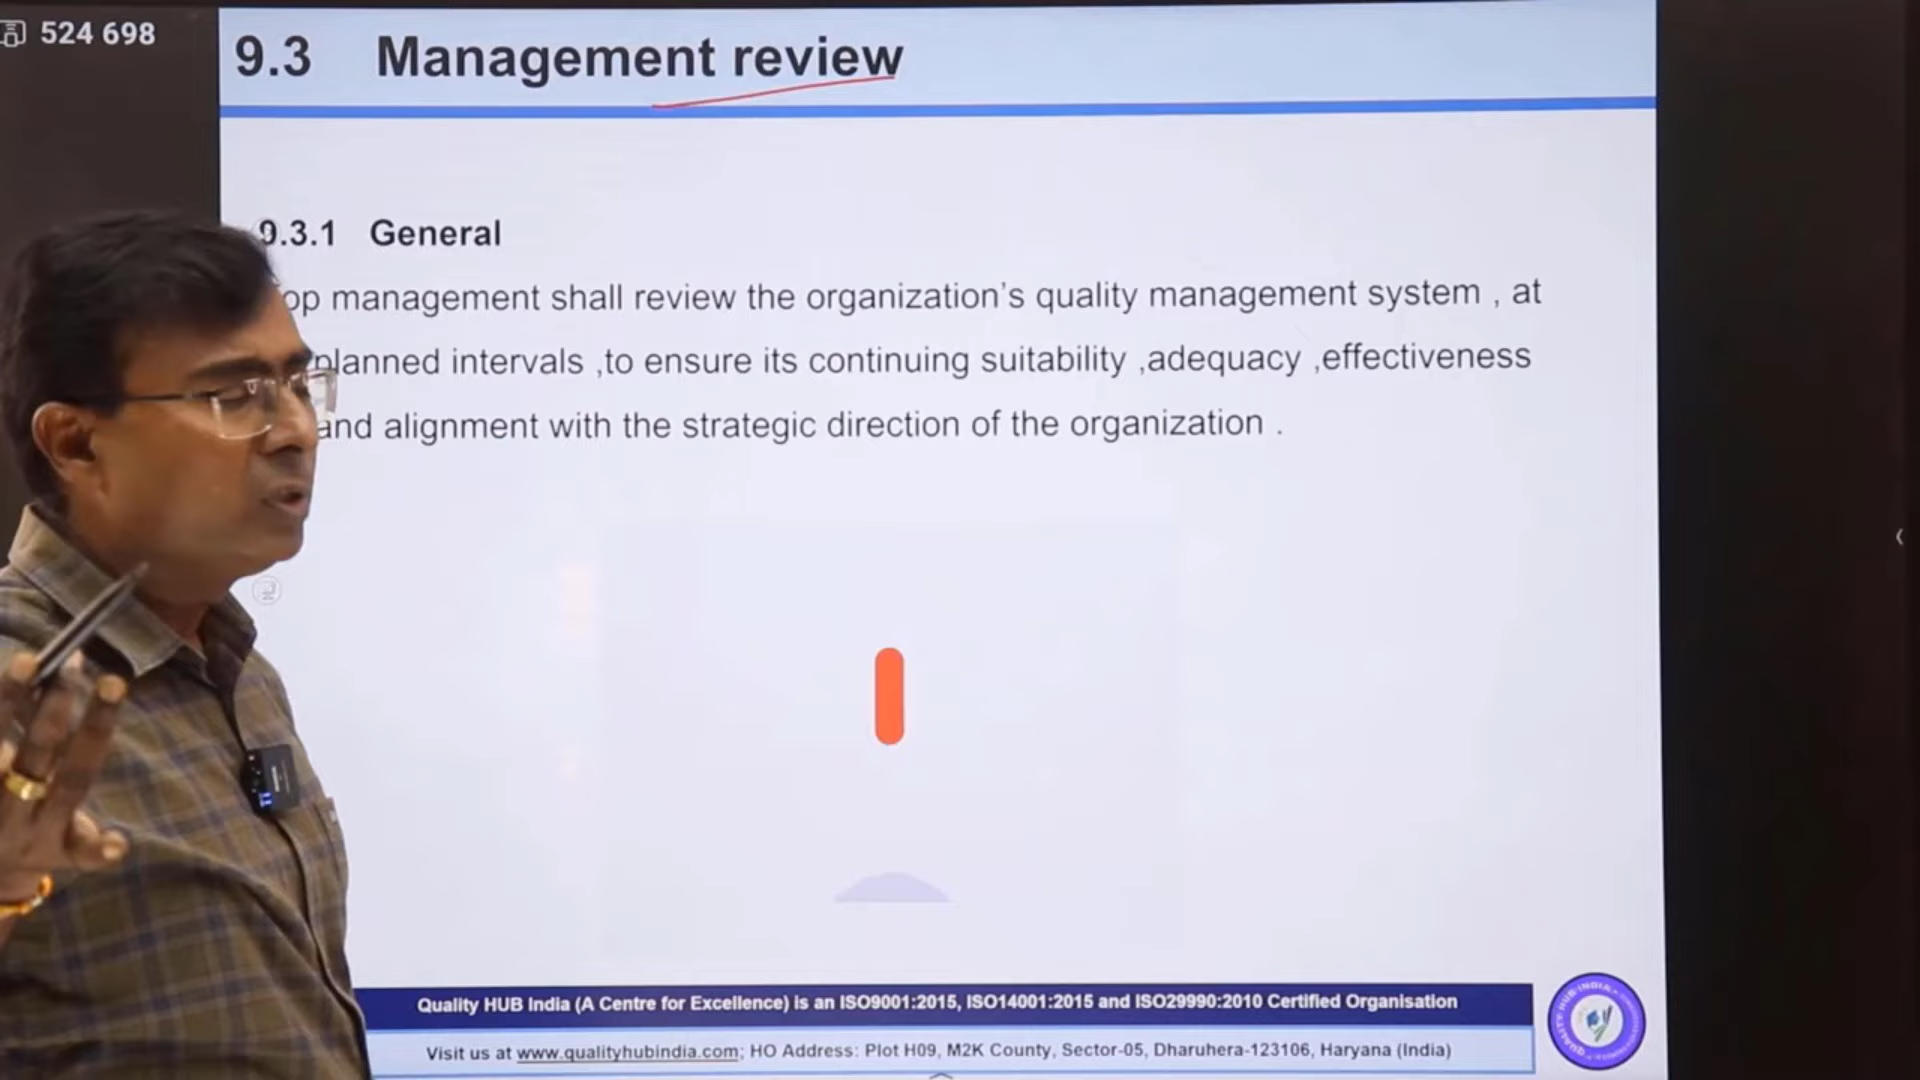 524 698
9.3 Management review
9.3.1 General
op management shall review the organization's quality management system , at
planned intervals ,to ensure its continuing suitability ,adequacy ,effectiveness
and alignment with the strategic direction of the organization .
Quality HUB India (A Centre for Excellence) is an ISO9001:2015, ISO14001:2015 and ISO29990:2010 Certified Organisation
Visit us at www.qualityhubindia.com; HO Address: Plot H09, M2K County, Sector-05, Dharuhera-123106, Haryana (India)
QUALITY HUB INDIA